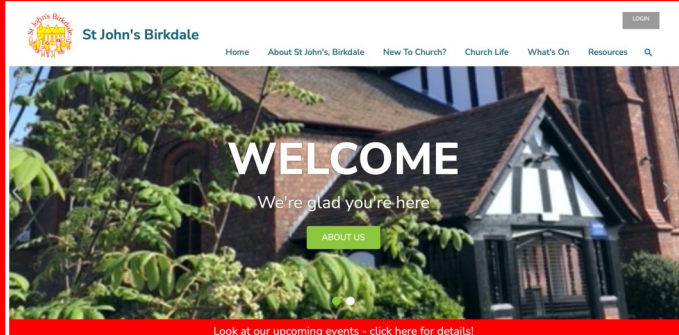 St John's Birkdale
St John's Birkdale
LOGIN
Home About St John's, Birkdale New To Church? Church Life What's On Resources
WELCOME
We're glad you're here
ABOUT US
Look at our upcoming events - click here for details!